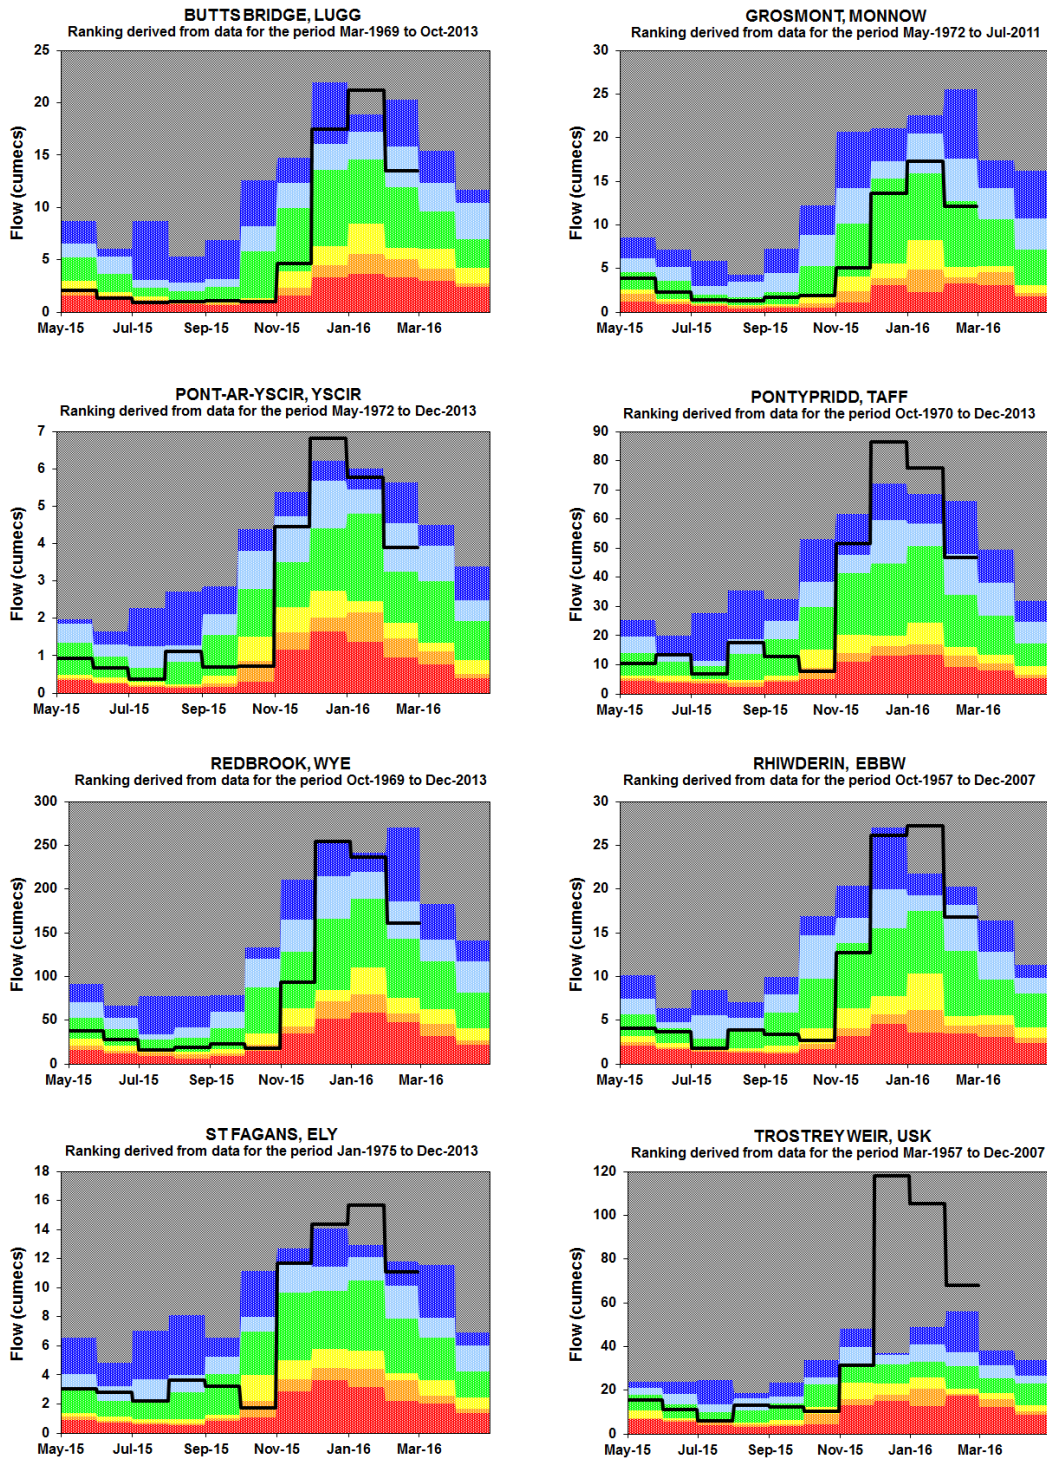 BUTTSBRIDGE, LUGG
Ranking derived from data for the period Mar-1969 to Oct-2013
25
20
15
10
5
0
Flow (cumecs)
May-15 Jul-15 Sep-15 Nov-15 Jan-16 Mar-16
GROSMONT, MONNOW
Ranking derived from data for the period May-1972 to Jul-2011
30
25
20
15
10
5
0
Flow (cumecs)
May-15 Jul-15 Sep-15 Nov-15 Jan-16 Mar-16
PONT-AR-YSCIR, YSCIR
Ranking derived from data for the period May-1972 to Dec-2013
7
6
5
4
3
2
1
0
Flow (cumecs)
May-15 Jul-15 Sep-15 Nov-15 Jan-16 Mar-16
PONTYPRIDD, TAFF
Ranking derived from data for the period Oct-1970 to Dec-2013
90
80
70
60
50
40
30
20
10
0
Flow (cumecs)
May-15 Jul-15 Sep-15 Nov-15 Jan-16 Mar-16
REDBROOK, WYE
Ranking derived from data for the period Oct-1969 to Dec-2013
300
250
200
150
100
50
0
Flow (cumecs)
May-15 Jul-15 Sep-15 Nov-15 Jan-16 Mar-16
RHIWDERIN, EBBW
Ranking derived from data for the period Oct-1957 to Dec-2007
30
25
20
15
10
5
0
Flow (cumecs)
May-15 Jul-15 Sep-15 Nov-15 Jan-16 Mar-16
ST FAGANS, ELY
Ranking derived from data for the period Jan-1975 to Dec-2013
18
16
14
12
10
8
6
4
2
0
Flow (cumecs)
May-15 Jul-15 Sep-15 Nov-15 Jan-16 Mar-16
TROSTREY WEIR, USK
Ranking derived from data for the period Mar-1957 to Dec-2007
120
100
80
60
40
20
0
Flow (cumecs)
May-15 Jul-15 Sep-15 Nov-15 Jan-16 Mar-16